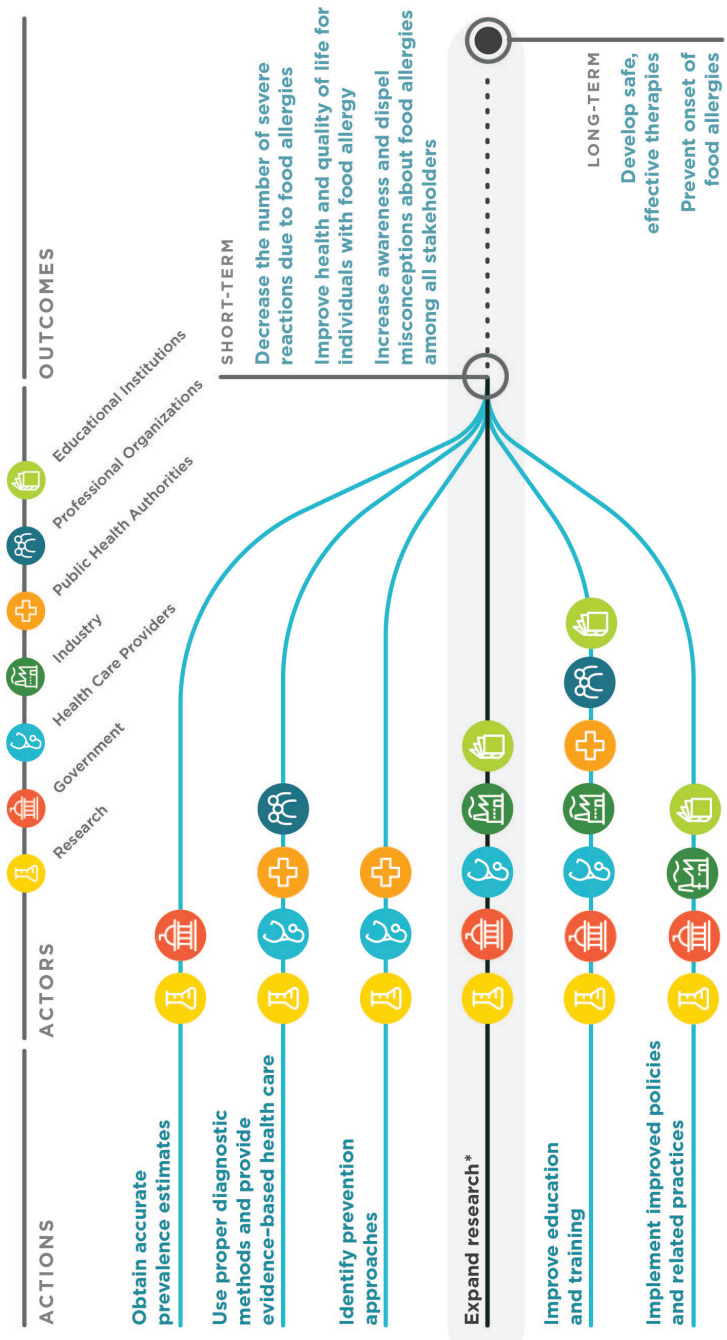 ACTIONS
ACTORS
OUTCOMES
Research
Government
Health Care Providers
Industry
Public Health Authorities
Professional Organizations
Educational Institutions
Obtain accurate
prevalence estimates
Use proper diagnostic
methods and provide
evidence-based health care
Identify prevention
approaches
Expand research*
Improve education
and training
Implement improved policies
and related practices
SHORT-TERM
Decrease the number of severe
reactions due to food allergies
Improve health and quality of life for
individuals with food allergy
Increase awareness and dispel
misconceptions about food allergies
among all stakeholders
LONG-TERM
Develop safe,
effective therapies
Prevent onset of
food allergies